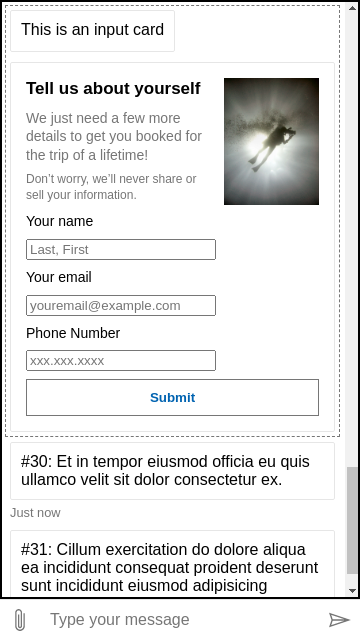 This is an input card
Tell us about yourself
We just need a few more
details to get you booked for
the trip of a lifetime!
Don't worry, we'll never share or
sell your information.
Your name
Last, First
Your email
youremail@example.com
Phone Number
xxx.xxx.xxxx
Submit
#30: Et in tempor eiusmod officia eu quis
ullamco velit sit dolor consectetur ex.
Just now
#31: Cillum exercitation do dolore aliqua
ea incididunt consequat proident deserunt
sunt incididunt eiusmod adipisicing
Type your message